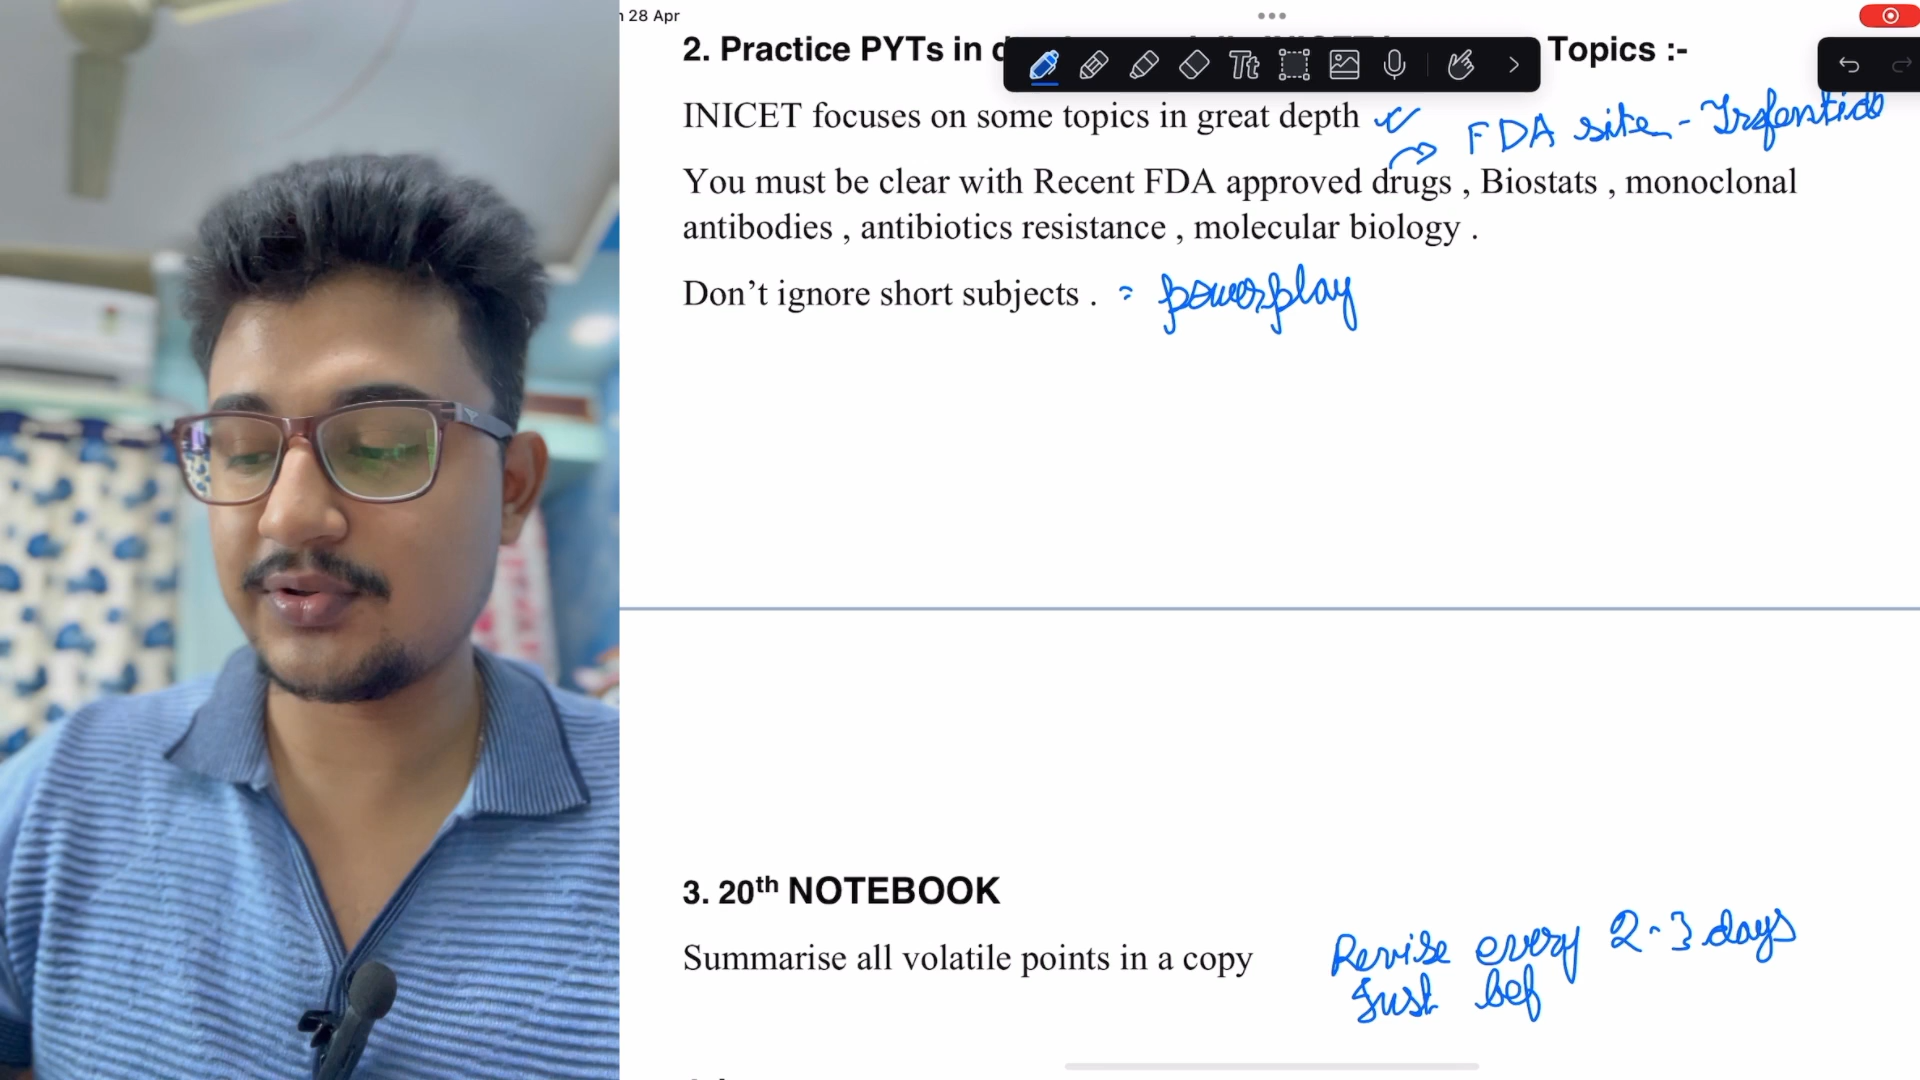 28 Apr
2. Practice PYTs in d Topics :-
INICET focuses on some topics in great depth
FDA site -
You must be clear with Recent FDA approved drugs , Biostats , monoclonal
antibodies , antibiotics resistance , molecular biology .
Don’t ignore short subjects . = powerplay
3. 20th NOTEBOOK
Summarise all volatile points in a copy
Revise every 2-3 days
Just bef